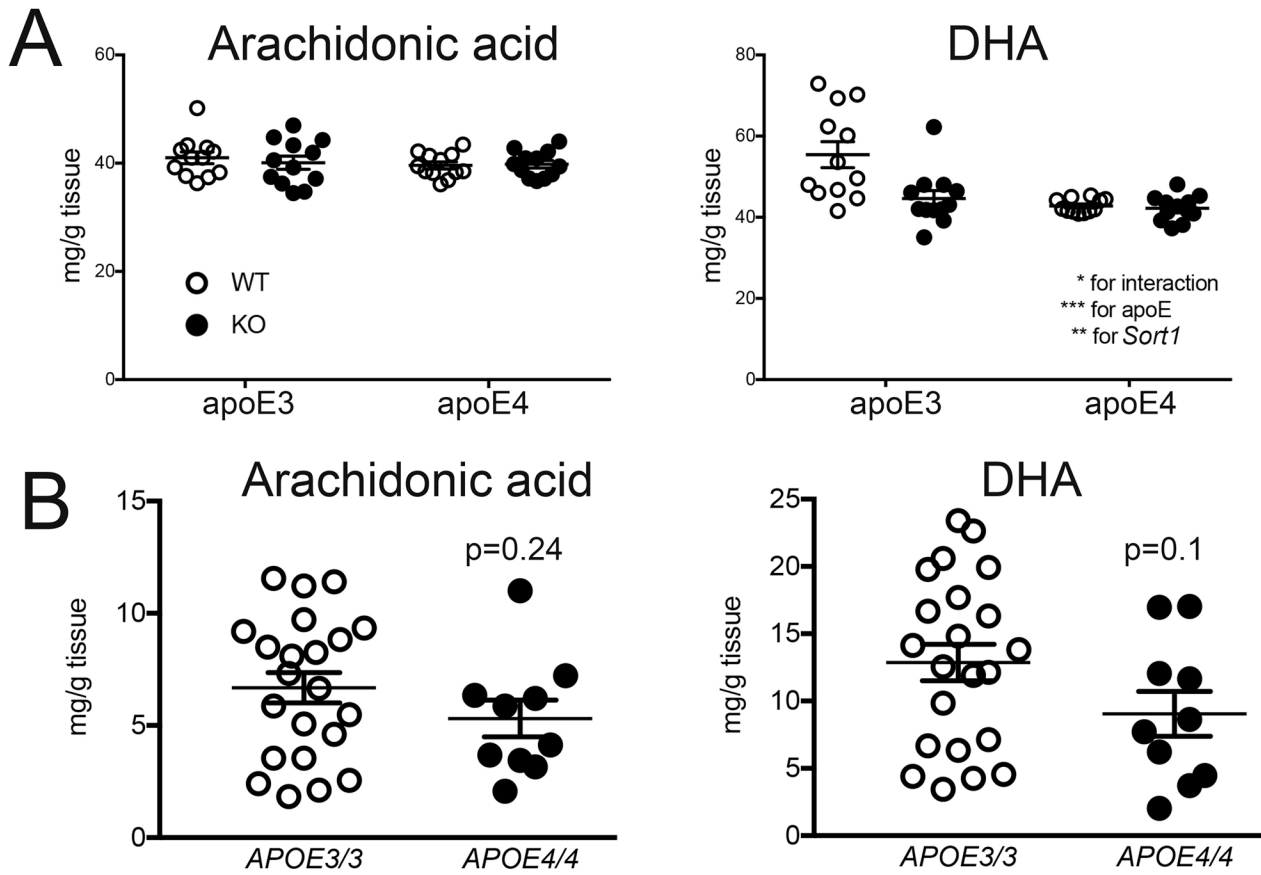 A
Arachidonic acid
60
40
20
0
mg/g tissue
WT
KO
apoE3
apoE4
DHA
80
60
40
20
0
mg/g tissue
* for interaction
*** for apoE
** for Sort1
apoE3
apoE4
B
Arachidonic acid
15
10
5
0
mg/g tissue
p=0.24
APOE3/3
APOE4/4
DHA
25
20
15
10
5
0
mg/g tissue
p=0.1
APOE3/3
APOE4/4